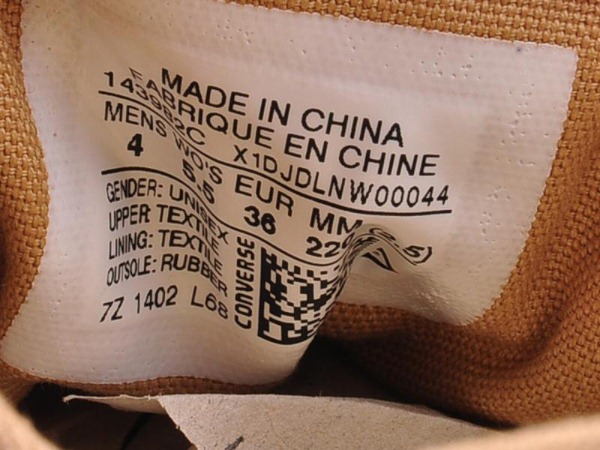 MADE IN CHINA
FABRIQUE EN CHINE
X1DJDLNW00044
MENS WO'S EUR MM
4 5.5 36
GENDER: UNISEX
UPPER: TEXTILE
LINING: TEXTILE
OUTSOLE: RUBBER
7Z 1402 L68
CONVERSE